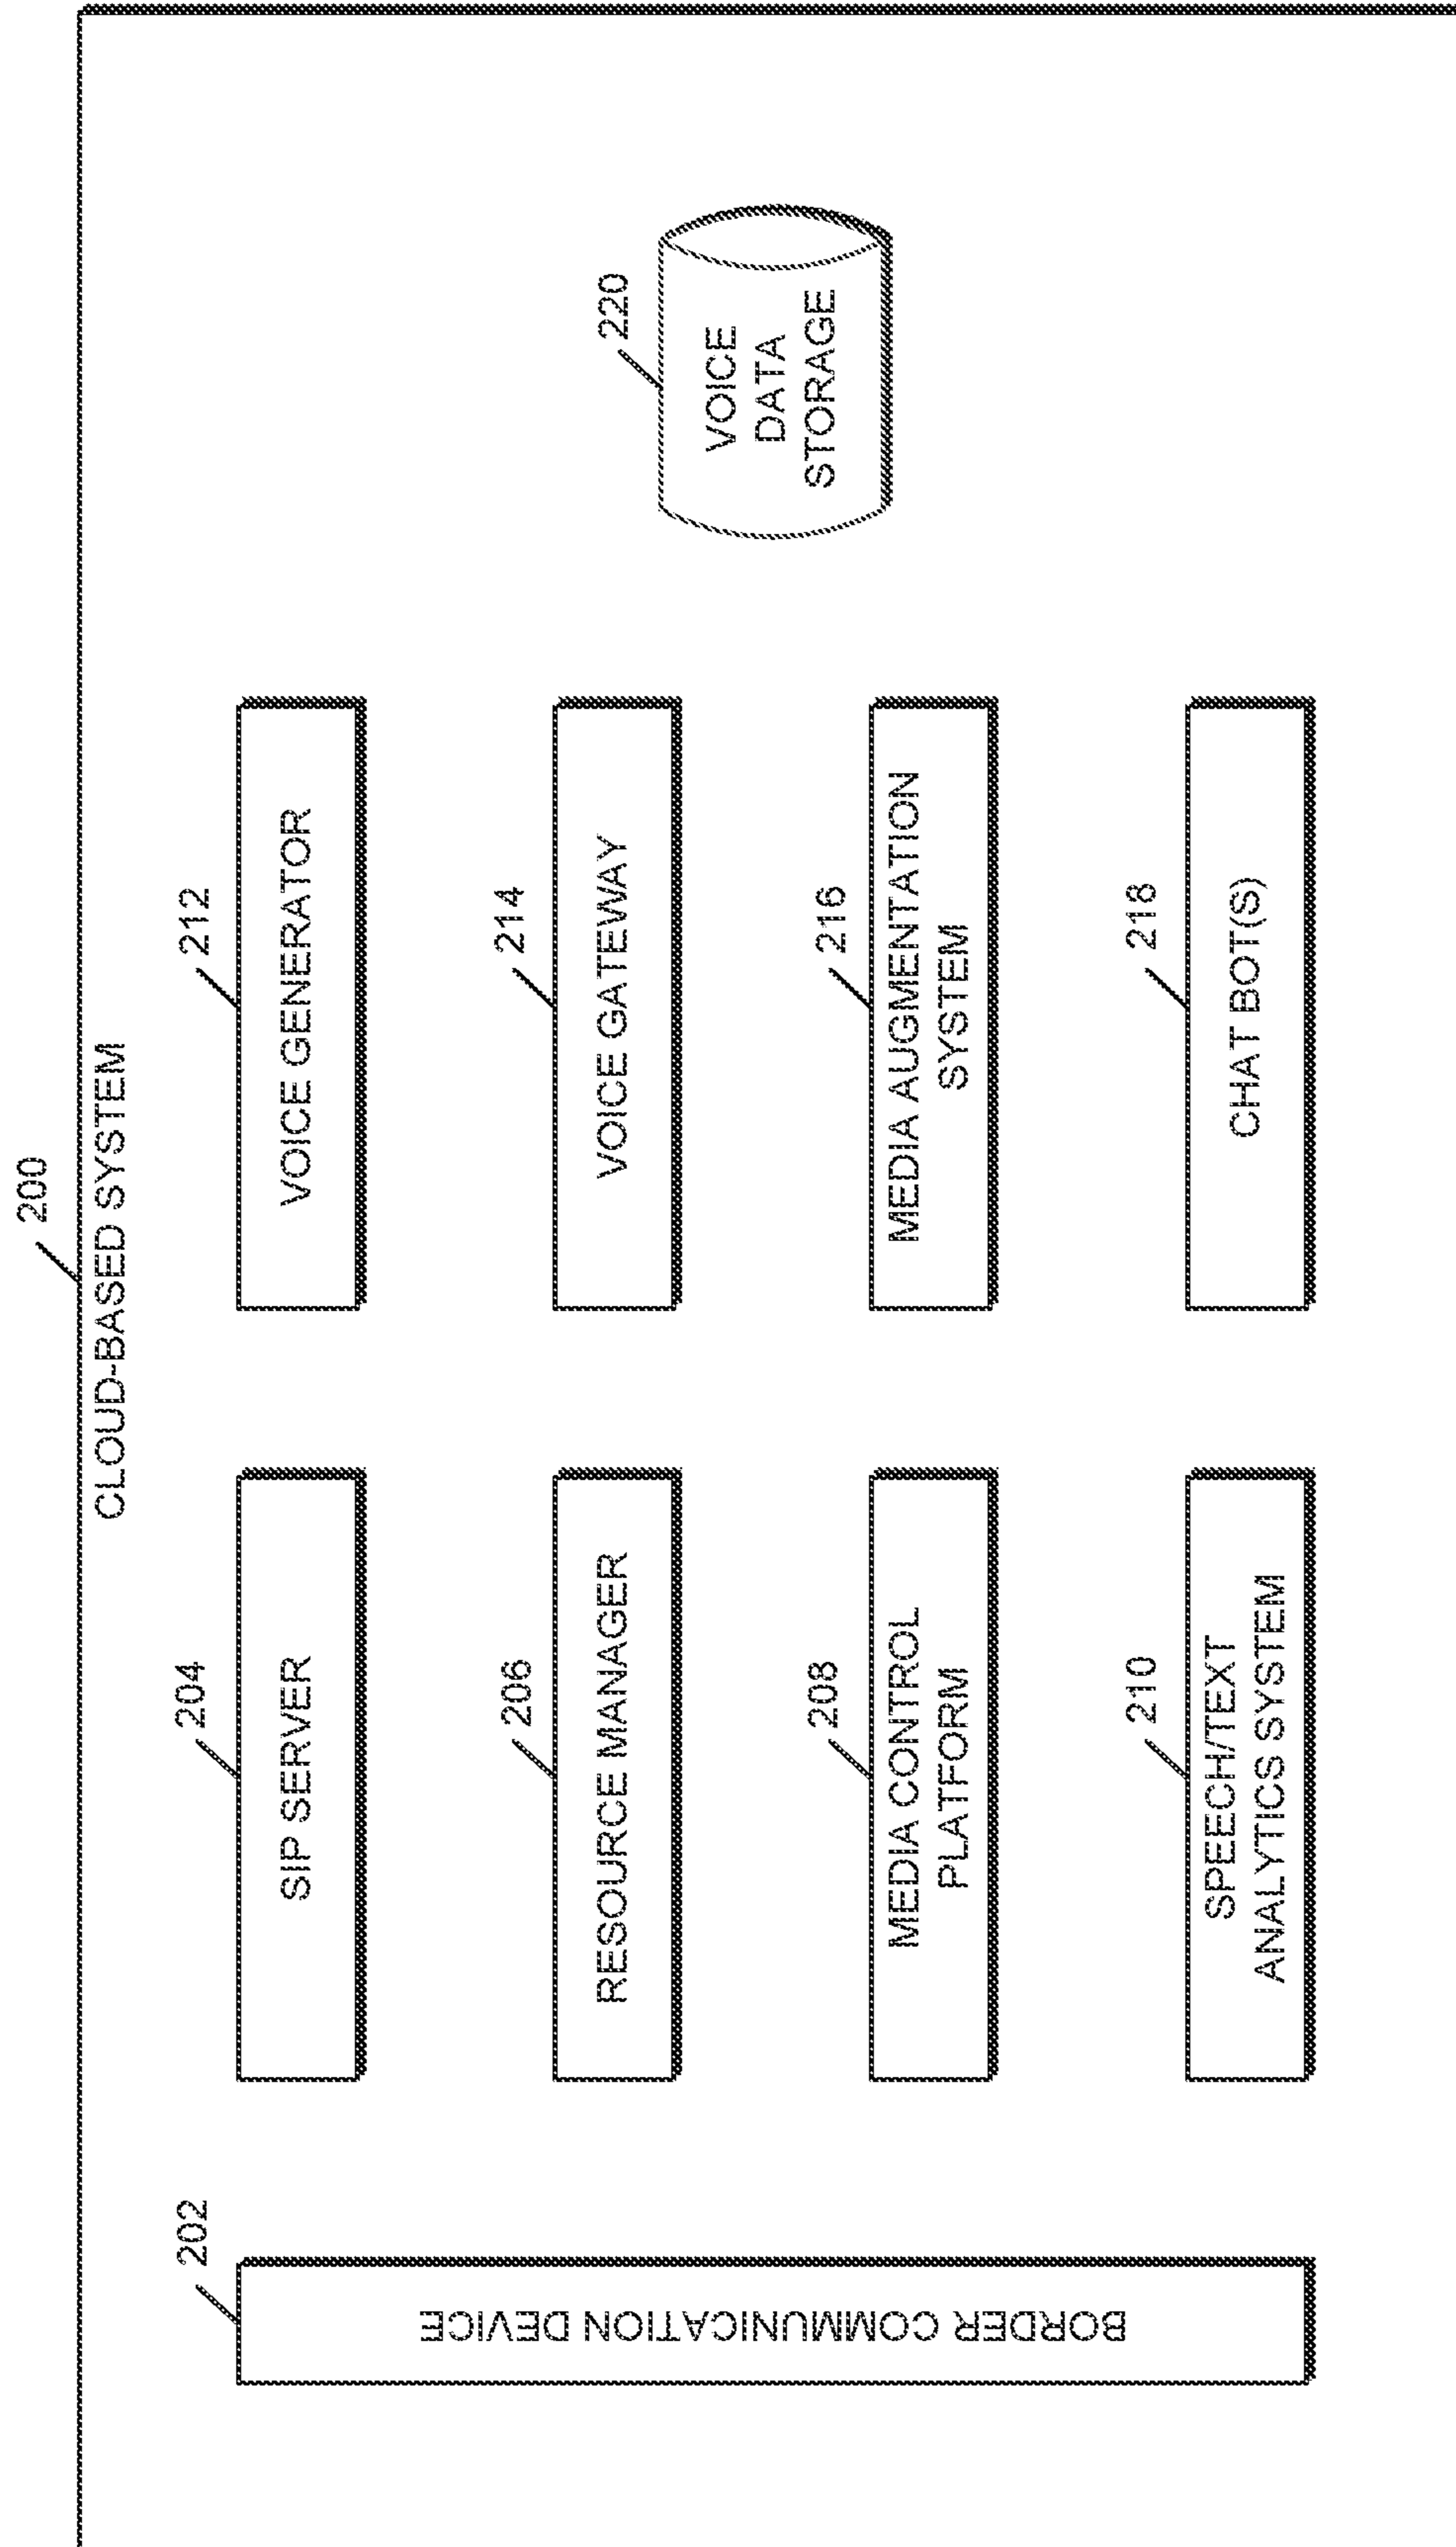 200
CLOUD-BASED SYSTEM
202
BORDER COMMUNICATION DEVICE
204
SIP SERVER
206
RESOURCE MANAGER
208
MEDIA CONTROL
PLATFORM
210
SPEECH/TEXT
ANALYTICS SYSTEM
212
VOICE GENERATOR
214
VOICE GATEWAY
216
MEDIA AUGMENTATION
SYSTEM
218
CHAT BOT(S)
220
VOICE
DATA
STORAGE